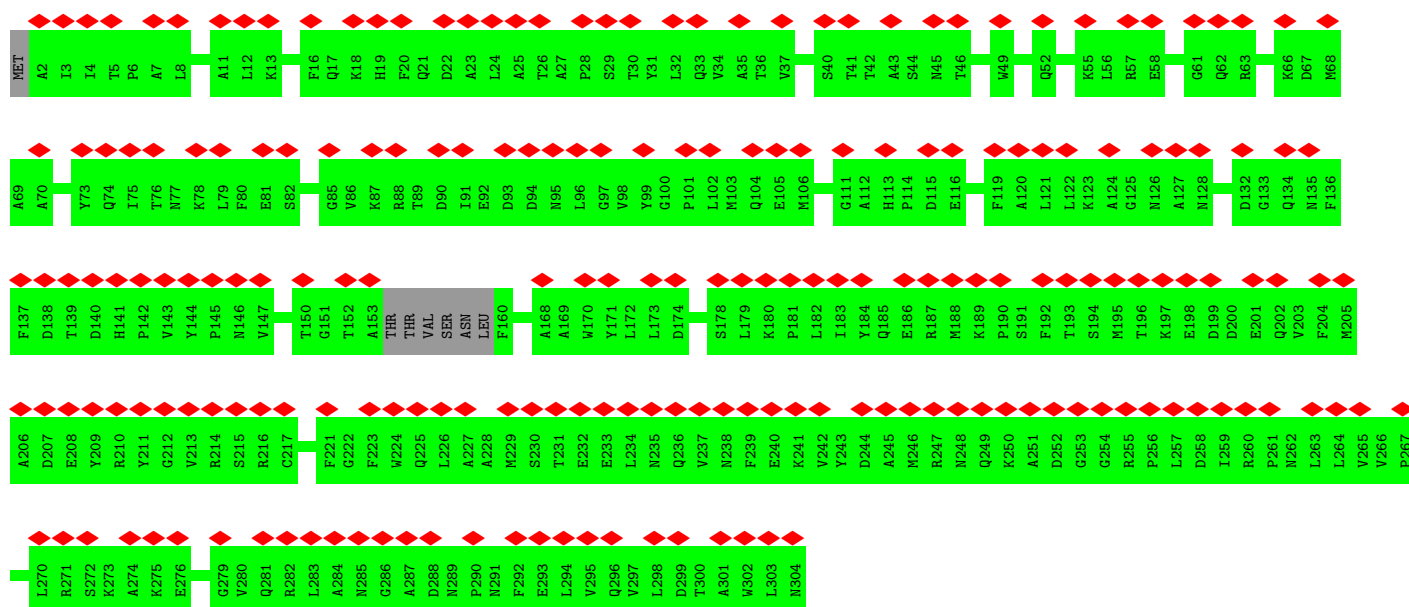 MET A2 I3 I4 T5 P6 A7 L8 A11 L12 K13 F16 Q17 K18 H19 F20 Q21 D22 A23 L24 A25 T26 A27 P28 S29 T30 Y31 L32 Q33 V34 A35 T36 V37 S40 T41 T42 A43 S44 N45 T46 W49 Q52 K55 L56 R57 E58 G61 Q62 R63 K66 D67 M68
A69 A70 Y73 Q74 I75 T76 N77 K78 L79 F80 E81 S82 G85 V86 K87 R88 T89 D90 I91 E92 D93 D94 N95 L96 G97 V98 Y99 G100 P101 L102 M103 Q104 E105 M106 G111 A112 H113 P114 D115 E116 F119 A120 L121 L122 K123 A124 G125 N126 A127 N128 D132 G133 Q134 N135 F136
F137 D138 T139 D140 H141 P142 V143 Y144 P145 N146 V147 T150 G151 T152 A153 THR THR VAL SER ASN LEU F160 A168 A169 W170 Y171 L172 L173 D174 S178 L179 K180 P181 L182 I183 Y184 Q185 E186 R187 M188 K189 P190 S191 F192 T193 S194 M195 T196 K197 E198 D199 D200 E201 Q202 V203 F204 M205
A206 D207 E208 Y209 R210 Y211 G212 V213 R214 S215 R216 C217 F221 G222 F223 W224 Q225 L226 A227 A228 M229 S230 T231 E232 E233 L234 N235 Q236 V237 N238 F239 E240 K241 V242 Y243 D244 A245 M246 R247 N248 Q249 K250 A251 D252 G253 G254 R255 P256 L257 D258 I259 R260 P261 N262 L263 L264 V265 V266 P267
L270 R271 S272 K273 A274 K275 E276 G279 V280 Q281 R282 L283 A284 N285 G286 A287 D288 N289 P290 N291 F292 E293 L294 V295 Q296 V297 L298 D299 T300 A301 W302 L303 N304